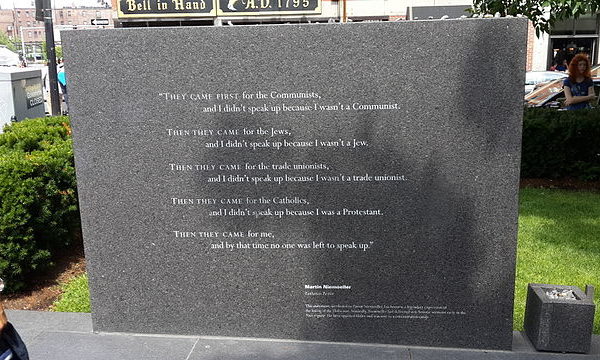 Bell in Hand A.D. 1795
"THEY CAME FIRST for the Communists,
and I didn't speak up because I wasn't a Communist.
THEN THEY CAME for the Jews,
and I didn't speak up because I wasn't a Jew.
THEN THEY CAME for the trade unionists,
and I didn't speak up because I wasn't a trade unionist.
THEN THEY CAME for the Catholics,
and I didn't speak up because I was a Protestant.
THEN THEY CAME for me,
and by that time no one was left to speak up."
Martin Niemoeller